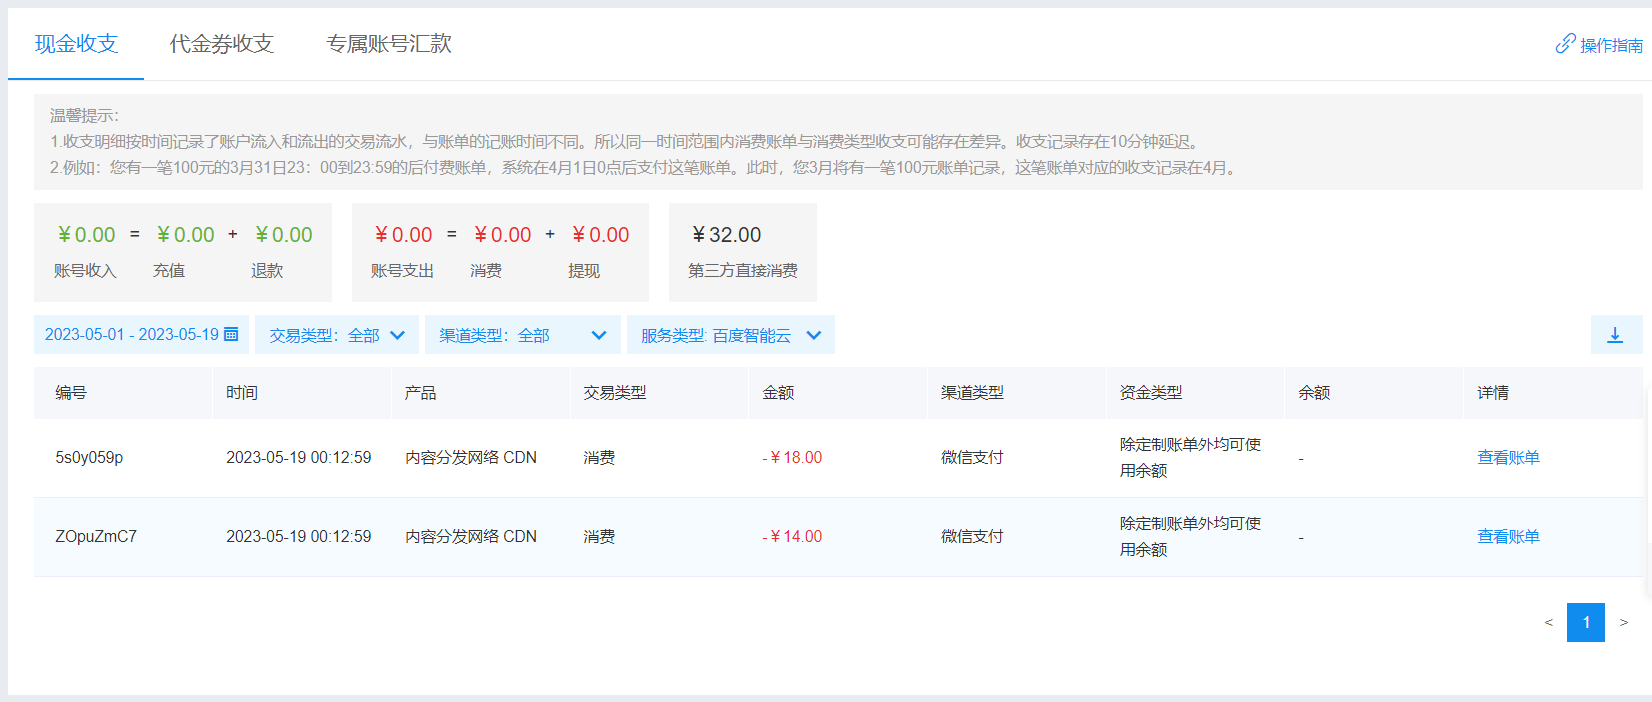 现金收支 代金券收支 专属账号汇款 操作指南
温馨提示：
1.收支明细按时间记录了账户流入和流出的交易流水，与账单的记账时间不同。所以同一时间范围内消费账单与消费类型收支可能存在差异。收支记录存在10分钟延迟。
2.例如：您有一笔100元的3月31日23：00到23:59的后付费账单，系统在4月1日0点后支付这笔账单。此时，您3月将有一笔100元账单记录，这笔账单对应的收支记录在4月。
￥0.00 = ￥0.00 + ￥0.00 ￥0.00 = ￥0.00 + ￥0.00 ￥32.00
账号收入 充值 退款 账号支出 消费 提现 第三方直接消费
2023-05-01 - 2023-05-19 交易类型：全部 渠道类型：全部 服务类型: 百度智能云
编号 时间 产品 交易类型 金额 渠道类型 资金类型 余额 详情
5s0y059p 2023-05-19 00:12:59 内容分发网络 CDN 消费 -￥18.00 微信支付 除定制账单外均可使 - 查看账单
用余额
ZOpuZmC7 2023-05-19 00:12:59 内容分发网络 CDN 消费 -￥14.00 微信支付 除定制账单外均可使 - 查看账单
用余额
< 1 >